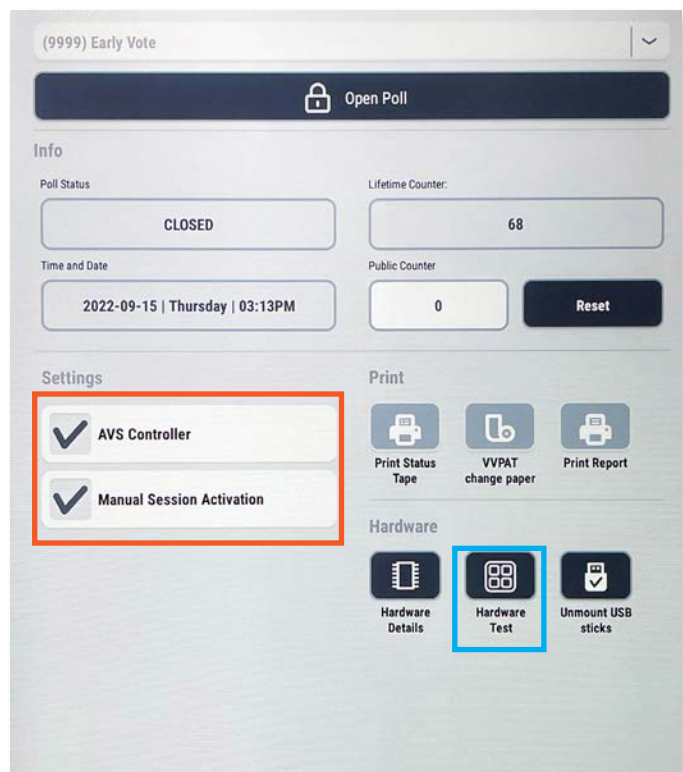 (9999) Early Vote
Open Poll
Info
Poll Status
Lifetime Counter:
CLOSED
68
Time and Date
Public Counter
2022-09-15 | Thursday | 03:13PM
0
Reset
Settings
Print
AVS Controller
Manual Session Activation
Print Status
Tape
VVPAT
change paper
Print Report
Hardware
Hardware
Details
Hardware
Test
Unmount USB
sticks